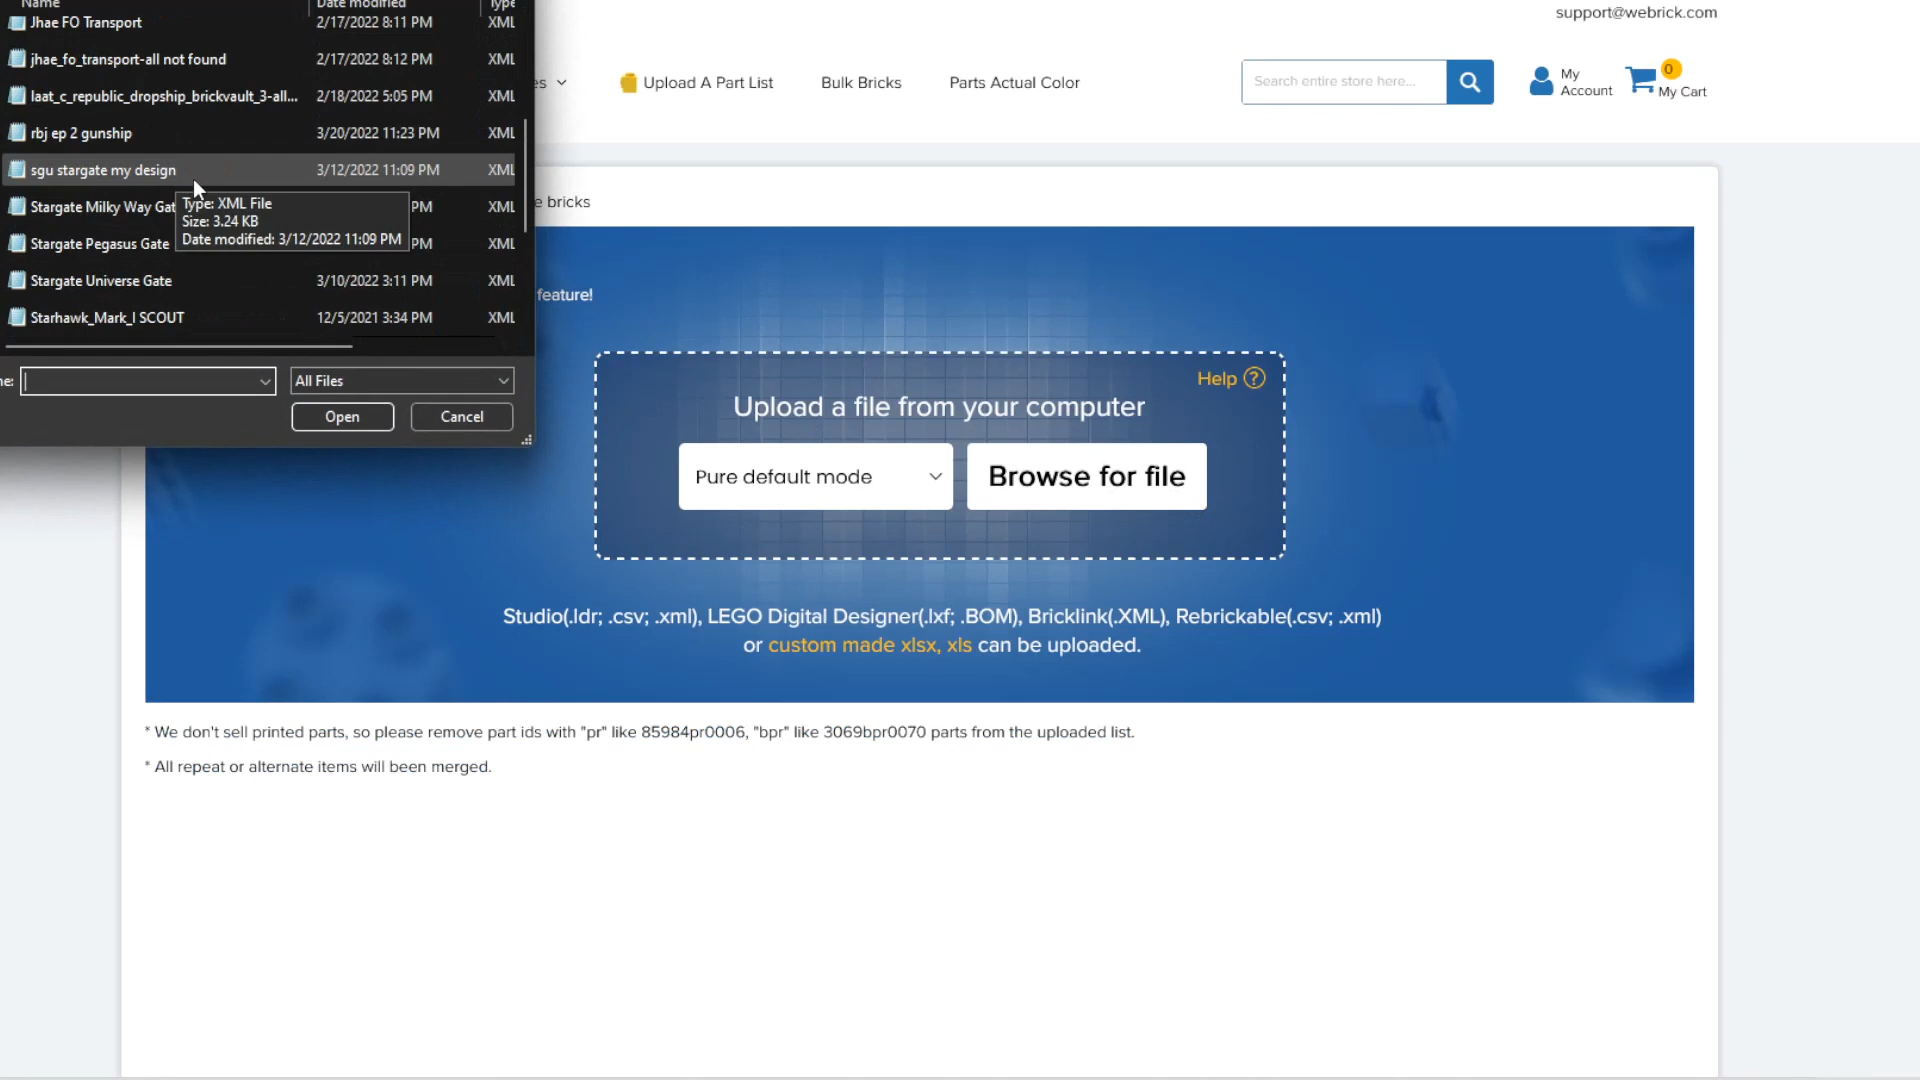 Name Date modified Type
Jhae FO Transport 2/17/2022 8:11 PM XML
jhae_fo_transport-all not found 2/17/2022 8:12 PM XML
laat_c_republic_dropship_brickvault_3-all... 2/18/2022 5:05 PM XML
rbj ep 2 gunship 3/20/2022 11:23 PM XML
sgu stargate my design 3/12/2022 11:09 PM XML
Stargate Milky Way Gat PM XML
Stargate Pegasus Gate PM XML
Type: XML File
Size: 3.24 KB
Date modified: 3/12/2022 11:09 PM
Stargate Universe Gate 3/10/2022 3:11 PM XML
Starhawk_Mark_I SCOUT 12/5/2021 3:34 PM XML
ne: All Files
Open Cancel
support@webrick.com
es Upload A Part List Bulk Bricks Parts Actual Color
Search entire store here...
My Account
0
My Cart
e bricks
feature!
Help ?
Upload a file from your computer
Pure default mode Browse for file
Studio(.ldr; .csv; .xml), LEGO Digital Designer(.lxf; .BOM), Bricklink(.XML), Rebrickable(.csv; .xml)
or custom made xlsx, xls can be uploaded.
* We don't sell printed parts, so please remove part ids with "pr" like 85984pr0006, "bpr" like 3069bpr0070 parts from the uploaded list.
* All repeat or alternate items will been merged.